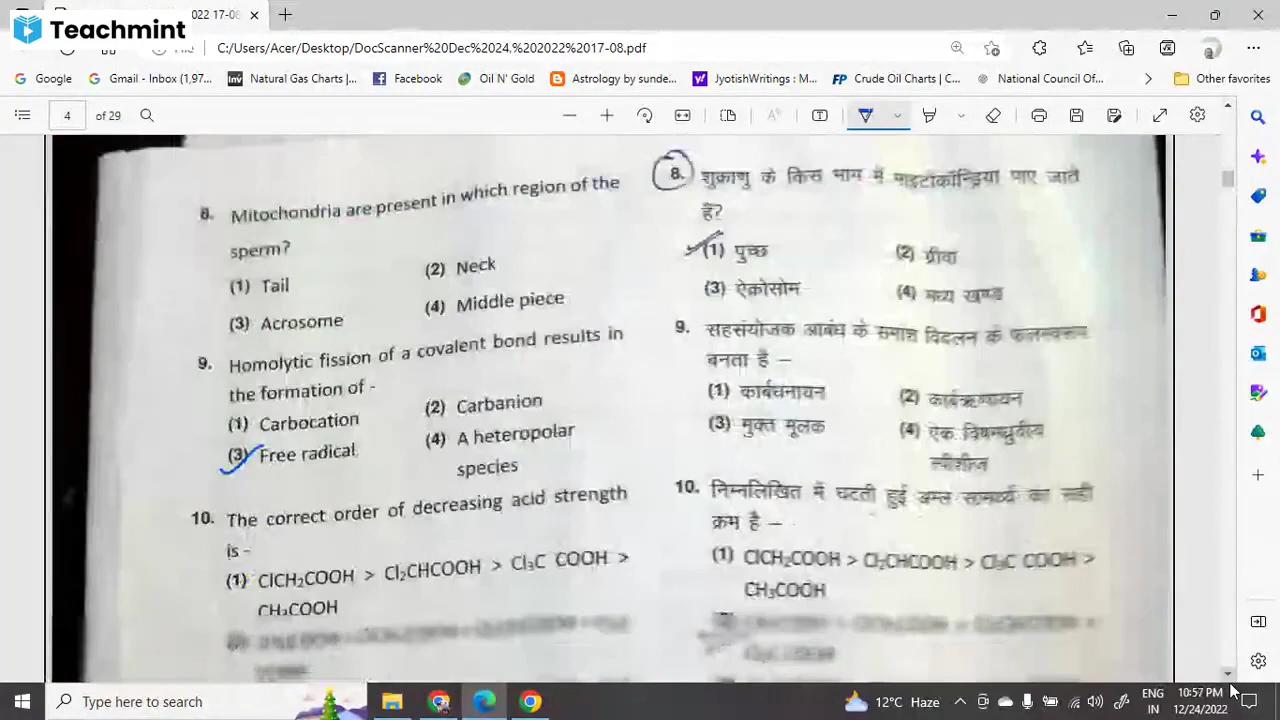 Teachmint
022 17-08
C:/Users/Acer/Desktop/DocScanner%20Dec%2024,%202022%2017-08.pdf
Google
Gmail - Inbox (1,97...
Natural Gas Charts |...
Facebook
Oil N' Gold
Astrology by sunde...
JyotishWritings : M...
FP Crude Oil Charts | C...
National Council Of...
Other favorites
4 of 29
8. Mitochondria are present in which region of the
sperm?
(1) Tail
(2) Neck
(3) Acrosome
(4) Middle piece
9. Homolytic fission of a covalent bond results in
the formation of -
(1) Carbocation
(2) Carbanion
(3) Free radical
(4) A heteropolar
species
10. The correct order of decreasing acid strength
is -
(1) ClCH₂COOH > Cl₂CHCOOH > Cl₃C COOH >
CH₃COOH
8. शुक्राणु के किस भाग में माइटोकॉन्ड्रिया पाए जाते
हैं?
(1) पुच्छ
(2) ग्रीवा
(3) ऐक्रोसोम
(4) मध्य खण्ड
9. सहसंयोजक आबंध के समांश विदलन के फलस्वरूप
बनता है –
(1) कार्बधनायन
(2) कार्बऋणायन
(3) मुक्त मूलक
(4) ऐक विषमध्रुवीय
स्पीशीज
10. निम्नलिखित में घटती हुई अम्ल सामर्थ्य का सही
क्रम है –
(1) ClCH₂COOH > Cl₂CHCOOH > Cl₃C COOH >
CH₃COOH
Type here to search
12°C Haze
ENG
IN
10:57 PM
12/24/2022